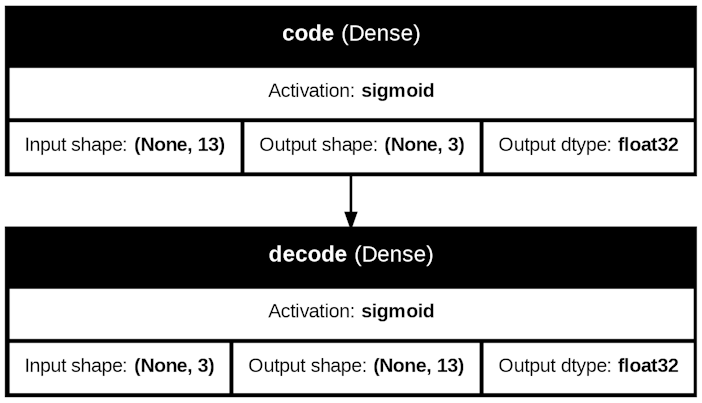 code (Dense)
Activation: sigmoid
Input shape: (None, 13) Output shape: (None, 3) Output dtype: float32
decode (Dense)
Activation: sigmoid
Input shape: (None, 3) Output shape: (None, 13) Output dtype: float32